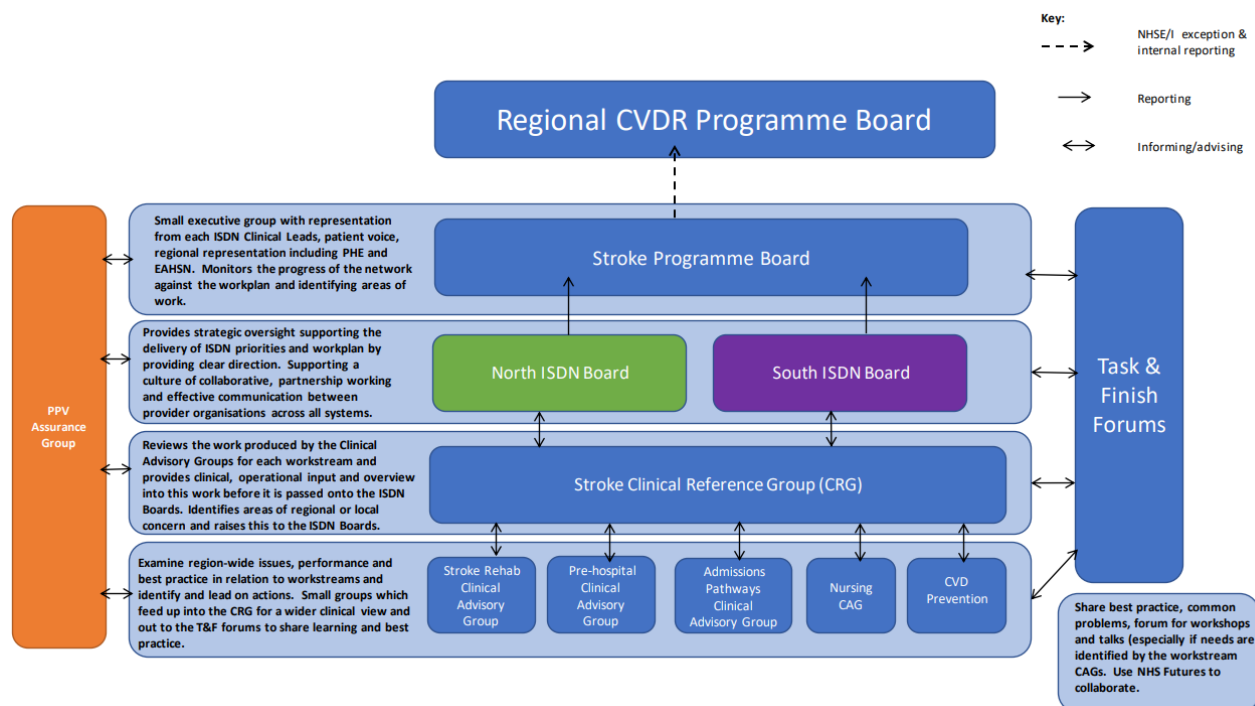 Key:
NHSE/I exception &
internal reporting
Reporting
Informing/advising
Regional CVDR Programme Board
PPV
Assurance
Group
Small executive group with representation
from each ISDN Clinical Leads, patient voice,
regional representation including PHE and
EAHSN. Monitors the progress of the network
against the workplan and identifying areas of
work.
Stroke Programme Board
Provides strategic oversight supporting the
delivery of ISDN priorities and workplan by
providing clear direction. Supporting a
culture of collaborative, partnership working
and effective communication between
provider organisations across all systems.
North ISDN Board
South ISDN Board
Reviews the work produced by the Clinical
Advisory Groups for each workstream and
provides clinical, operational input and overview
into this work before it is passed onto the ISDN
Boards. Identifies areas of regional or local
concern and raises this to the ISDN Boards.
Stroke Clinical Reference Group (CRG)
Examine region-wide issues, performance and
best practice in relation to workstreams and
identify and lead on actions. Small groups which
feed up into the CRG for a wider clinical view and
out to the T&F forums to share learning and best
practice.
Stroke Rehab
Clinical
Advisory
Group
Pre-hospital
Clinical
Advisory
Group
Admissions
Pathways
Clinical
Advisory Group
Nursing
CAG
CVD
Prevention
Task &
Finish
Forums
Share best practice, common
problems, forum for workshops
and talks (especially if needs are
identified by the workstream
CAGs. Use NHS Futures to
collaborate.